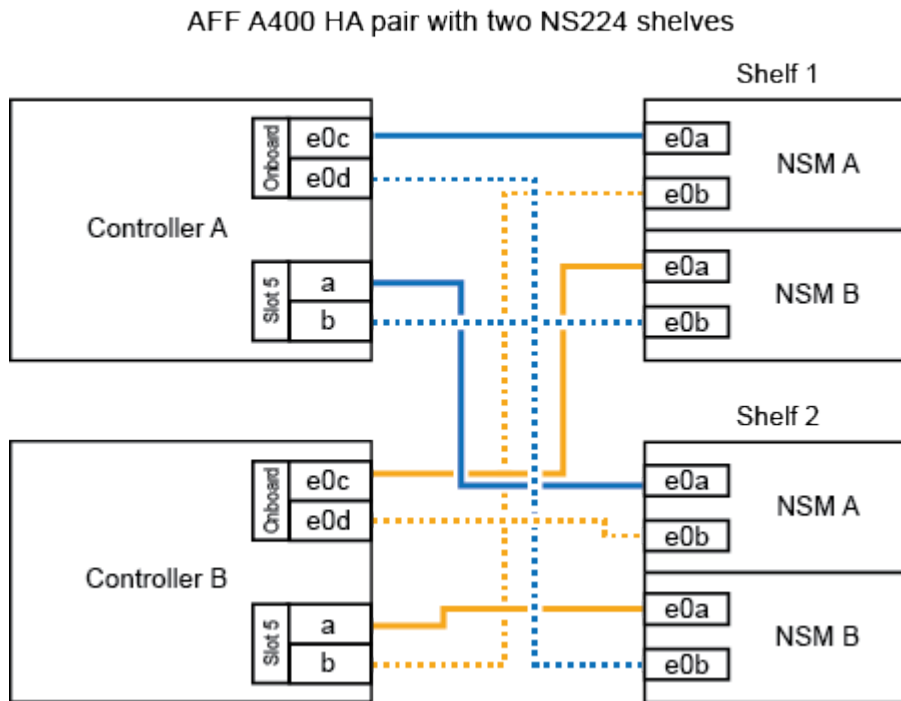 AFF A400 HA pair with two NS224 shelves
Shelf 1
Controller A
Onboard
e0c
e0d
Slot 5
a
b
e0a
e0b
NSM A
e0a
e0b
NSM B
Shelf 2
Controller B
Onboard
e0c
e0d
Slot 5
a
b
e0a
e0b
NSM A
e0a
e0b
NSM B